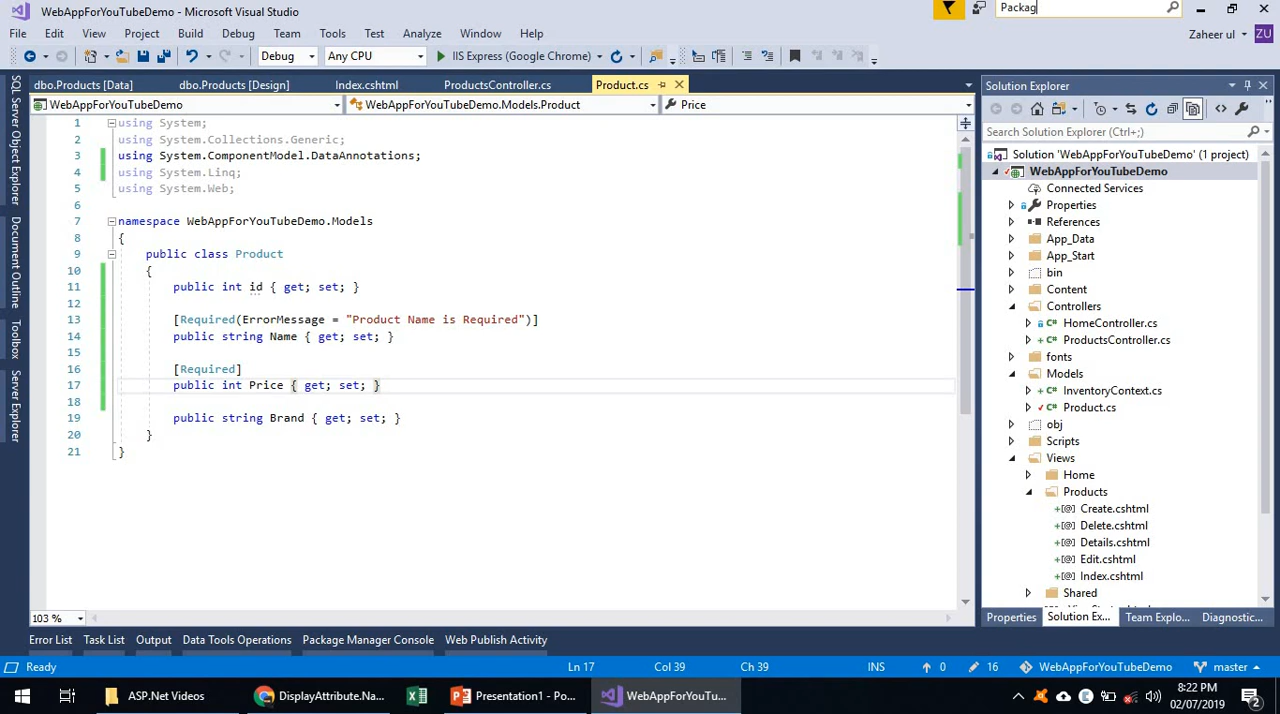 WebAppForYouTubeDemo - Microsoft Visual Studio
Packag
File Edit View Project Build Debug Team Tools Test Analyze Window Help
Zaheer ul ZU
Debug Any CPU IIS Express (Google Chrome)
dbo.Products [Data] dbo.Products [Design] Index.cshtml ProductsController.cs Product.cs
WebAppForYouTubeDemo WebAppForYouTubeDemo.Models.Product Price
SQL Server Object Explorer
Document Outline
Toolbox
Server Explorer
1 using System;
2 using System.Collections.Generic;
3 using System.ComponentModel.DataAnnotations;
4 using System.Linq;
5 using System.Web;
6
7 namespace WebAppForYouTubeDemo.Models
8 {
9 public class Product
10 {
11 public int id { get; set; }
12
13 [Required(ErrorMessage = "Product Name is Required")]
14 public string Name { get; set; }
15
16 [Required]
17 public int Price { get; set; }
18
19 public string Brand { get; set; }
20 }
21 }
103 %
Solution Explorer
Search Solution Explorer (Ctrl+;)
Solution 'WebAppForYouTubeDemo' (1 project)
WebAppForYouTubeDemo
Connected Services
Properties
References
App_Data
App_Start
bin
Content
Controllers
HomeController.cs
ProductsController.cs
fonts
Models
InventoryContext.cs
Product.cs
obj
Scripts
Views
Home
Products
Create.cshtml
Delete.cshtml
Details.cshtml
Edit.cshtml
Index.cshtml
Shared
Properties Solution Ex... Team Explo... Diagnostic...
Error List Task List Output Data Tools Operations Package Manager Console Web Publish Activity
Ready Ln 17 Col 39 Ch 39 INS 0 16 WebAppForYouTubeDemo master
ASP.Net Videos DisplayAttribute.Na... Presentation1 - Po... WebAppForYouTu...
8:22 PM
02/07/2019
2